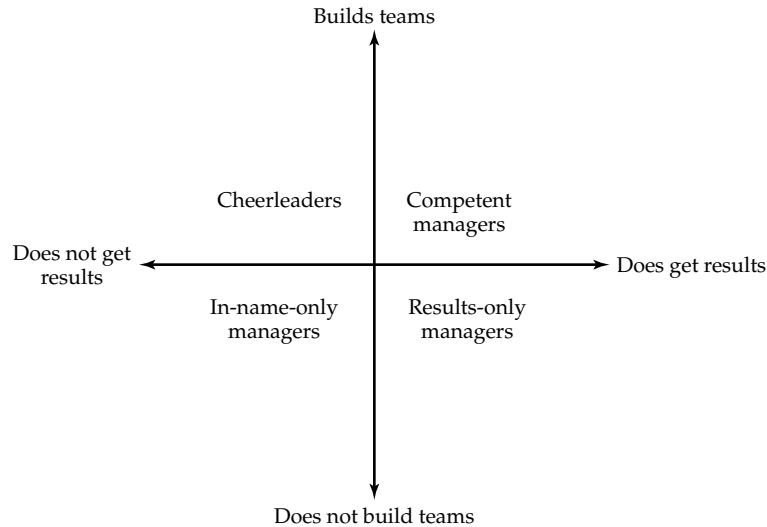 Builds teams
Cheerleaders
Competent
managers
Does not get
results
Does get results
In-name-only
managers
Results-only
managers
Does not build teams